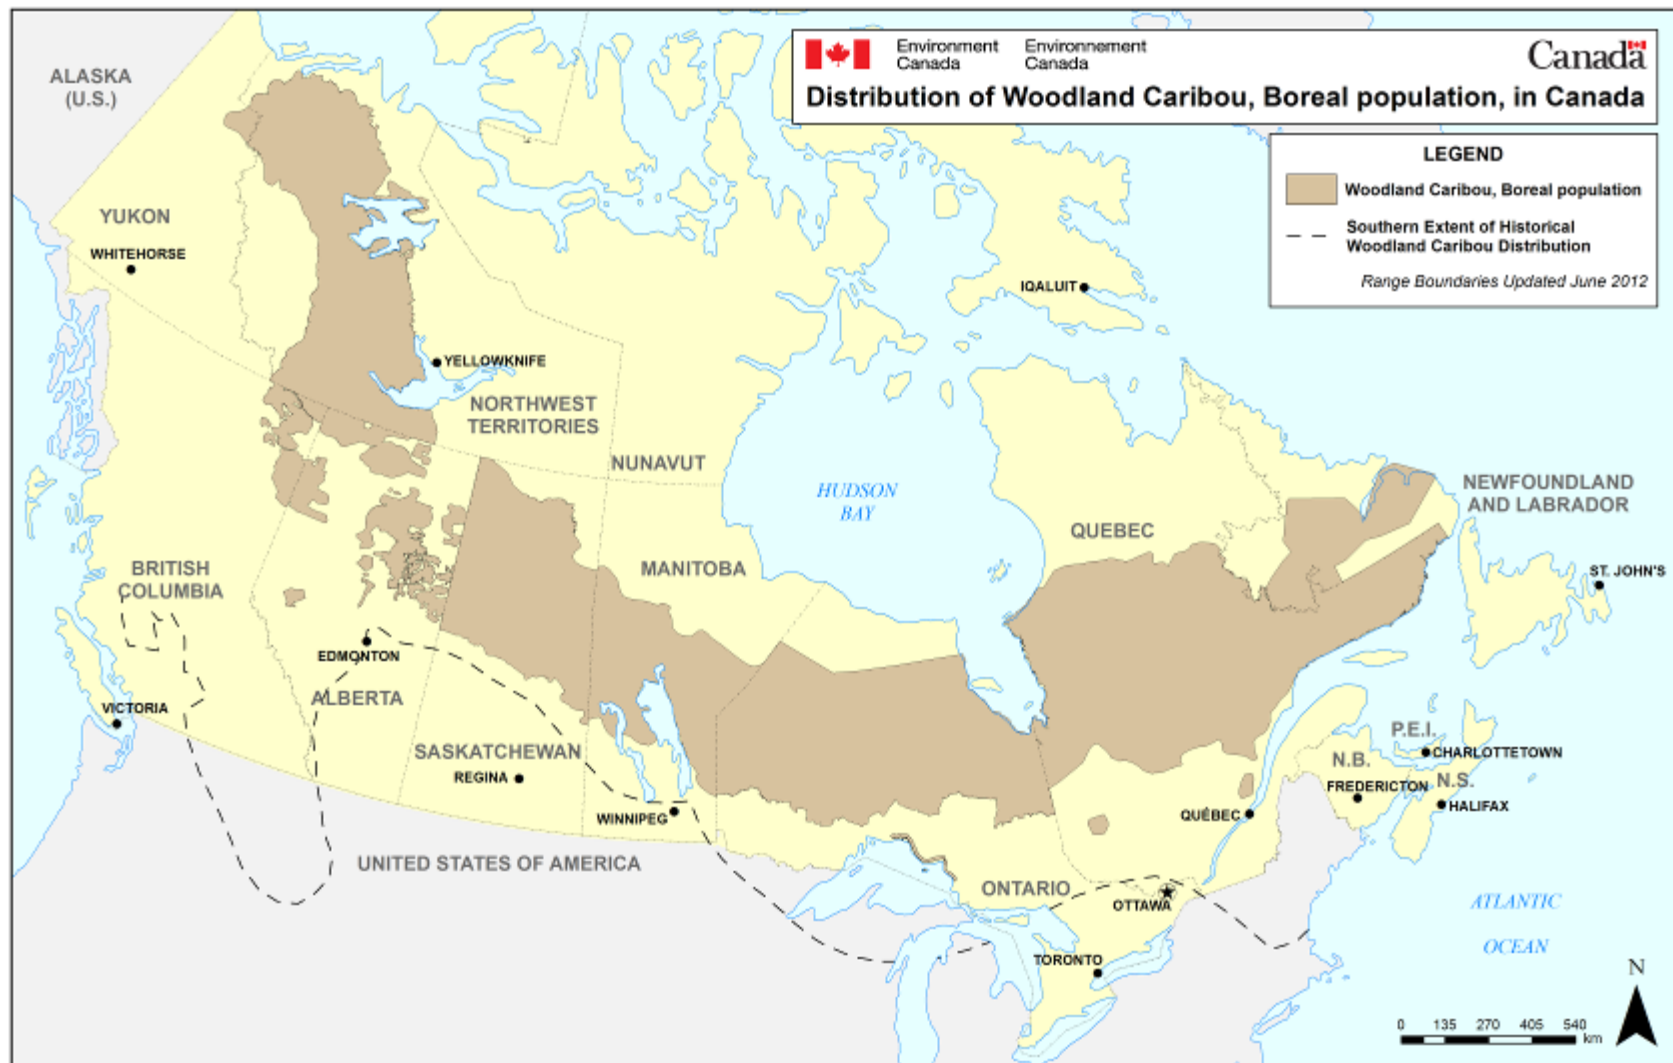 Environment Environnement
Canada Canada
Canada
Distribution of Woodland Caribou, Boreal population, in Canada
LEGEND
Woodland Caribou, Boreal population
Southern Extent of Historical
Woodland Caribou Distribution
Range Boundaries Updated June 2012
ALASKA
(U.S.)
YUKON
WHITEHORSE
IQALUIT
YELLOWKNIFE
NORTHWEST
TERRITORIES
NUNAVUT
HUDSON
BAY
QUEBEC
NEWFOUNDLAND
AND LABRADOR
BRITISH
COLUMBIA
MANITOBA
ST. JOHN'S
EDMONTON
ALBERTA
VICTORIA
SASKATCHEWAN
REGINA
P.E.I.
CHARLOTTETOWN
N.B.
FREDERICTON
N.S.
HALIFAX
WINNIPEG
QUÉBEC
UNITED STATES OF AMERICA
ONTARIO
OTTAWA
ATLANTIC
OCEAN
TORONTO
N
0 135 270 405 540
km